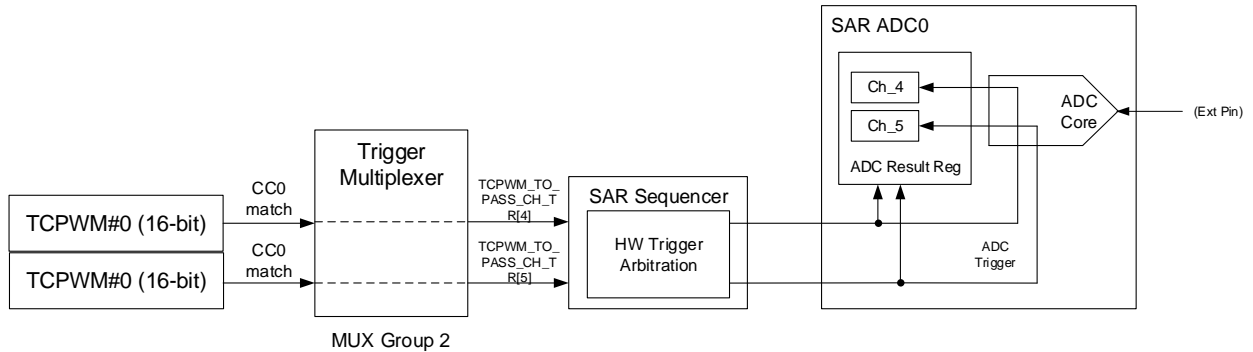 SAR ADC0
Ch_4
Ch_5
ADC
Core
(Ext Pin)
ADC Result Reg
Trigger
Multiplexer
CC0
match
TCPWM_TO_
PASS_CH_T
R[4]
SAR Sequencer
TCPWM#0 (16-bit)
CC0
match
TCPWM_TO_
PASS_CH_T
R[5]
HW Trigger
Arbitration
ADC
Trigger
TCPWM#0 (16-bit)
MUX Group 2